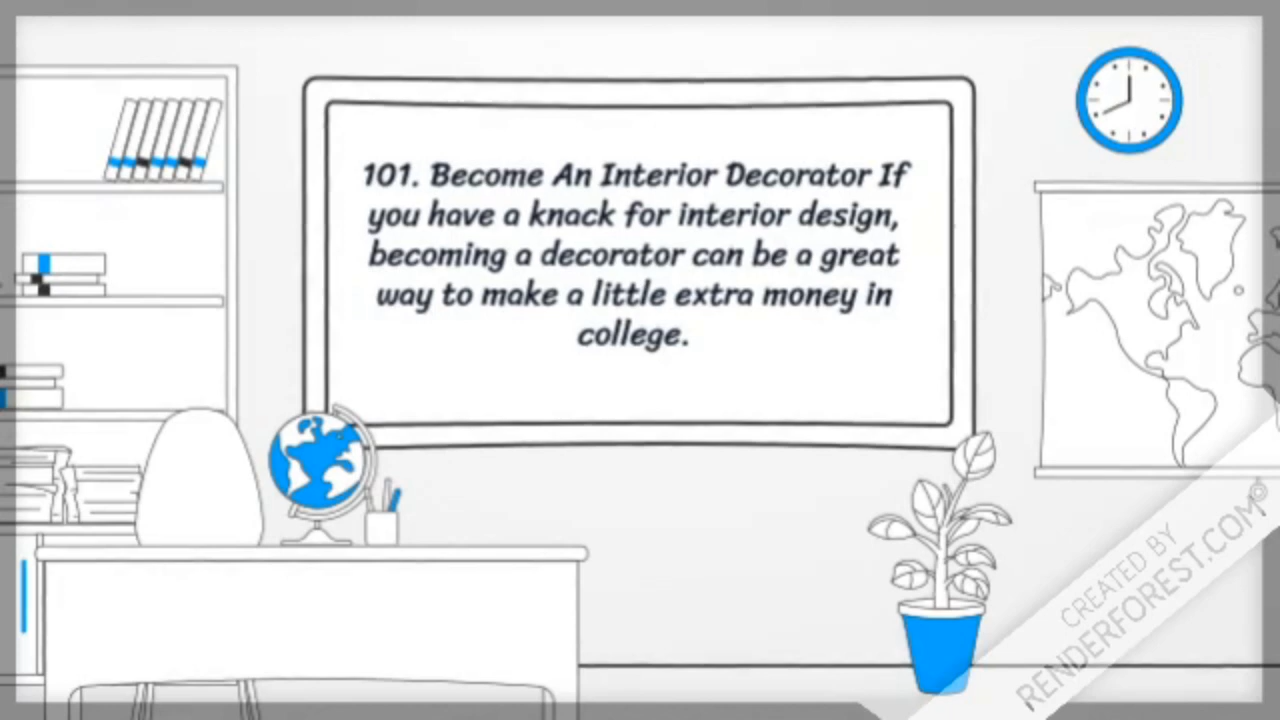 101. Become An Interior Decorator If
you have a knack for interior design,
becoming a decorator can be a great
way to make a little extra money in
college.
CREATED BY
RENDERFOREST.COM